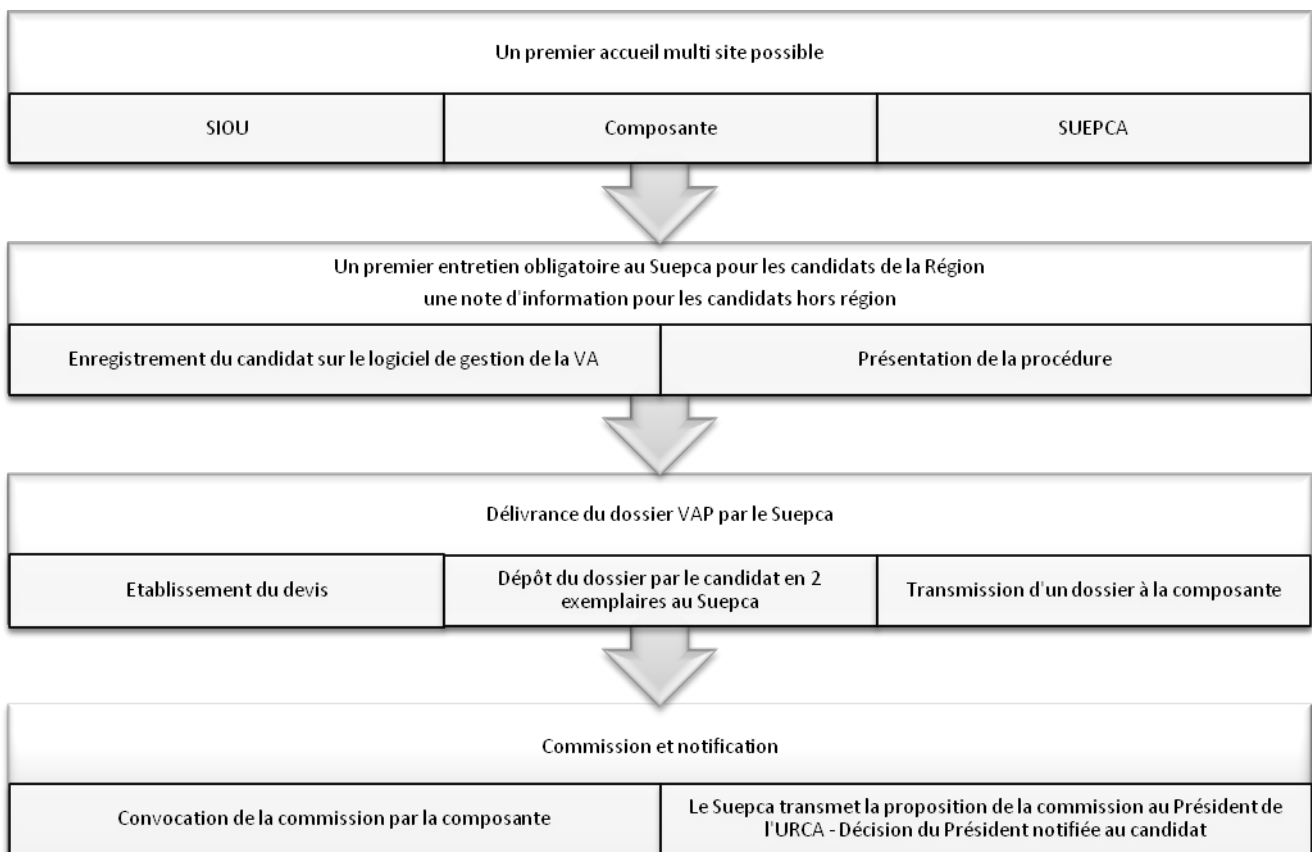 Un premier accueil multi site possible
SIOU
Composante
SUEPCA
Un premier entretien obligatoire au Suepca pour les candidats de la Région
une note d'information pour les candidats hors région
Enregistrement du candidat sur le logiciel de gestion de la VA
Présentation de la procédure
Délivrance du dossier VAP par le Suepca
Etablissement du devis
Dépôt du dossier par le candidat en 2
exemplaires au Suepca
Transmission d'un dossier à la composante
Commission et notification
Convocation de la commission par la composante
Le Suepca transmet la proposition de la commission au Président de
l'URCA - Décision du Président notifiée au candidat